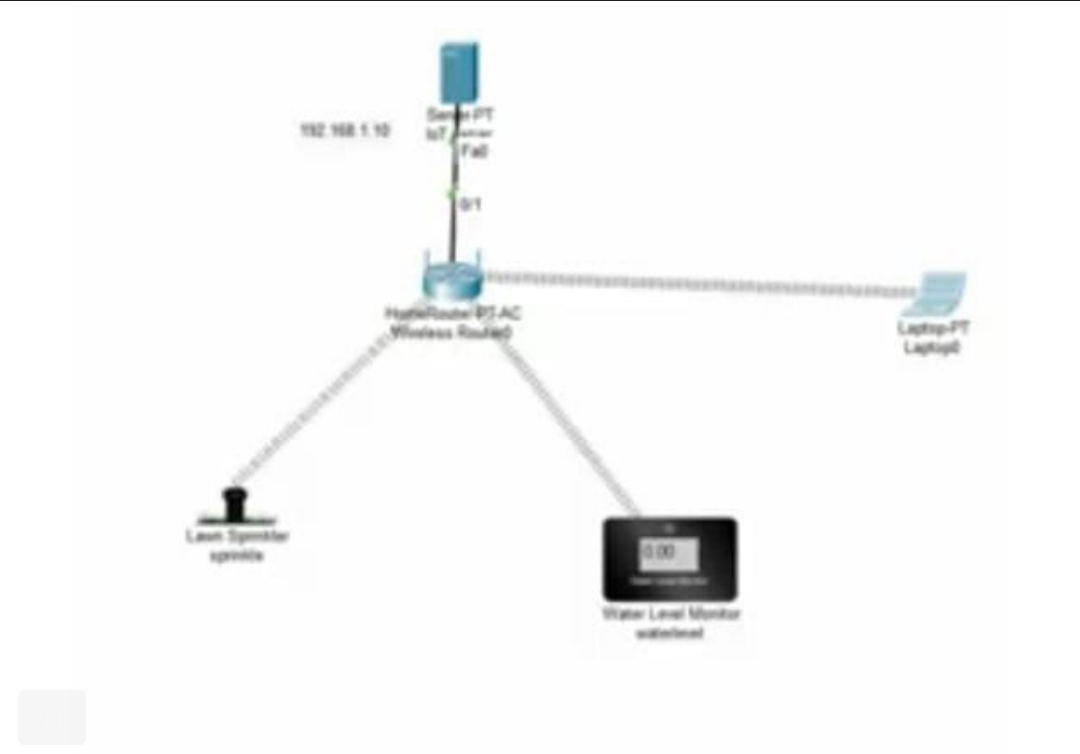 Server-PT
192.168.1.10
IoT
Fa0
0/1
HomeRouter-PT-AC
Wireless Router0
Laptop-PT
Laptop0
Lawn Sprinkler
sprinkle
0.00
Water Level Monitor
waterlevel